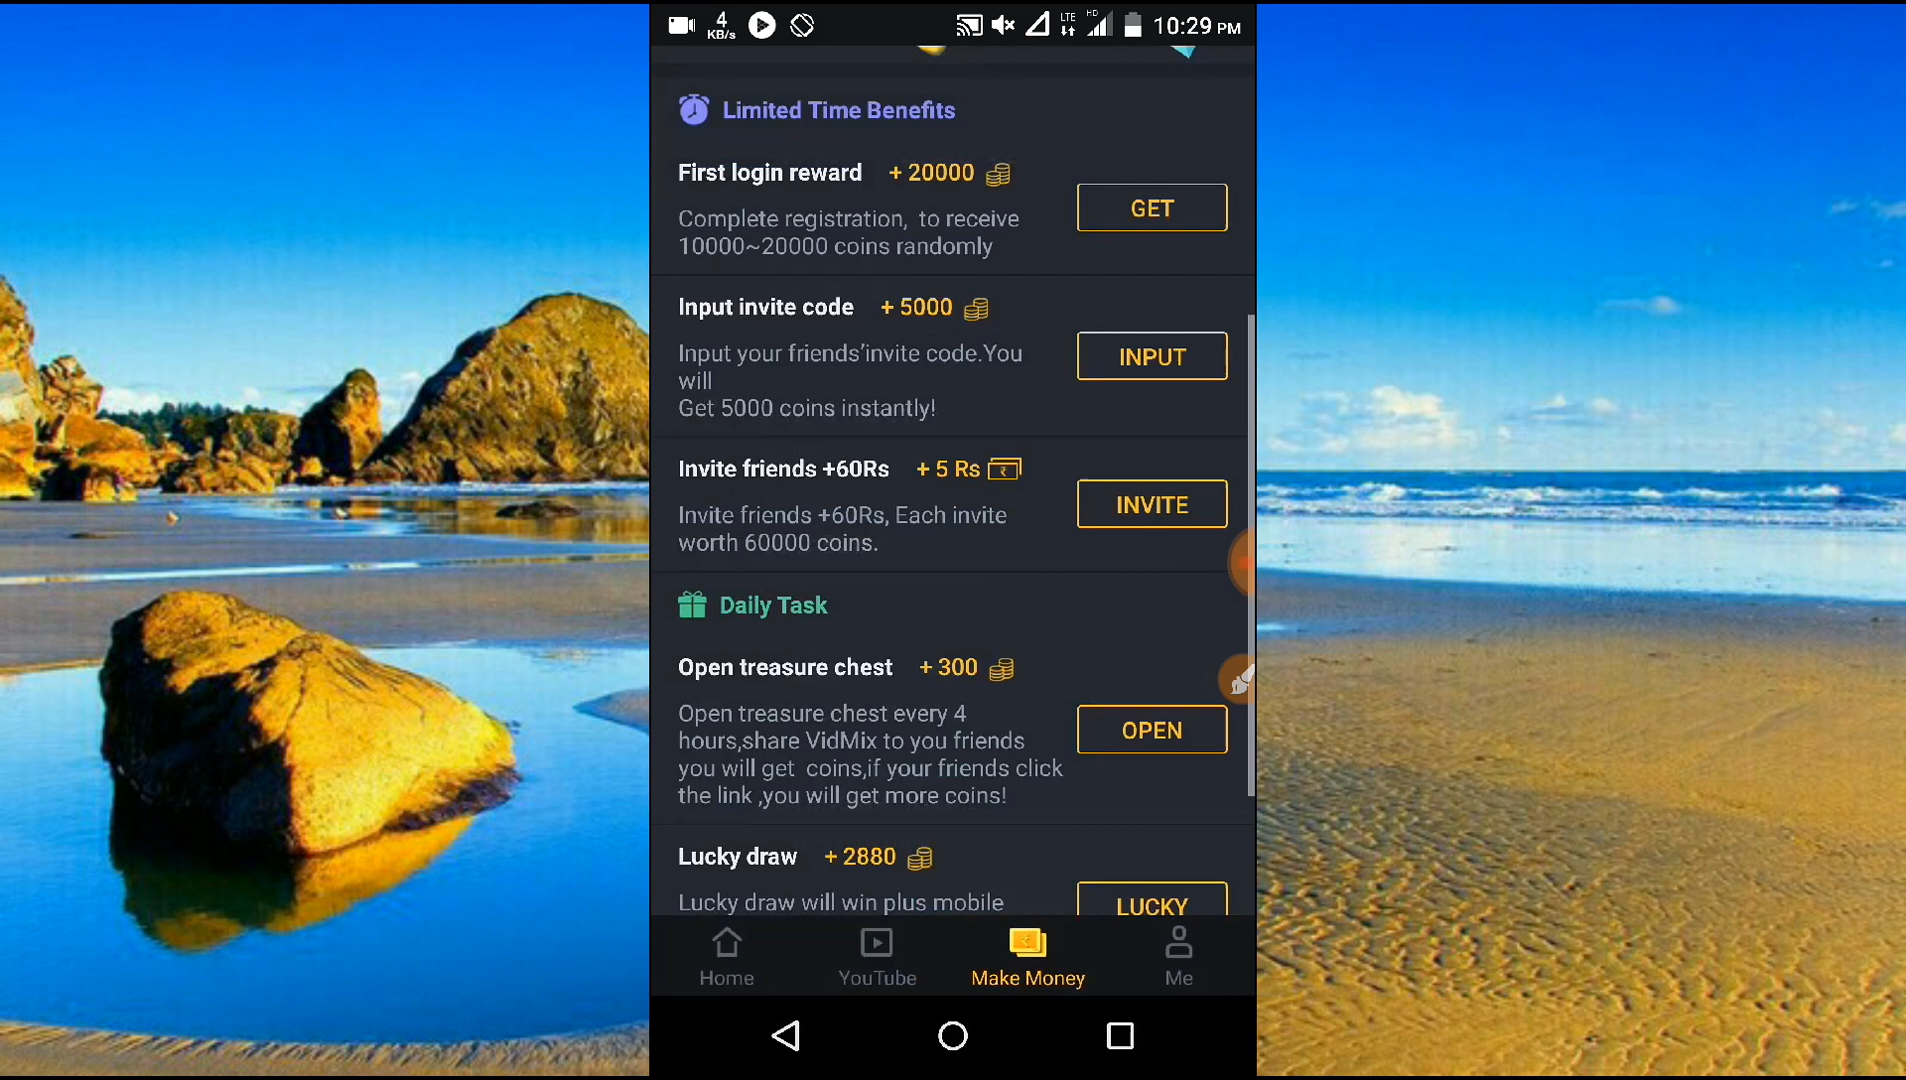 4
KB/s
LTE
HD
10:29 PM
Limited Time Benefits
First login reward + 20000
Complete registration, to receive
10000~20000 coins randomly
GET
Input invite code + 5000
Input your friends'invite code.You
will
Get 5000 coins instantly!
INPUT
Invite friends +60Rs + 5 Rs ₹
Invite friends +60Rs, Each invite
worth 60000 coins.
INVITE
Daily Task
Open treasure chest + 300
Open treasure chest every 4
hours,share VidMix to you friends
you will get coins,if your friends click
the link ,you will get more coins!
OPEN
Lucky draw + 2880
Lucky draw will win plus mobile
LUCKY
Home
YouTube
Make Money
Me